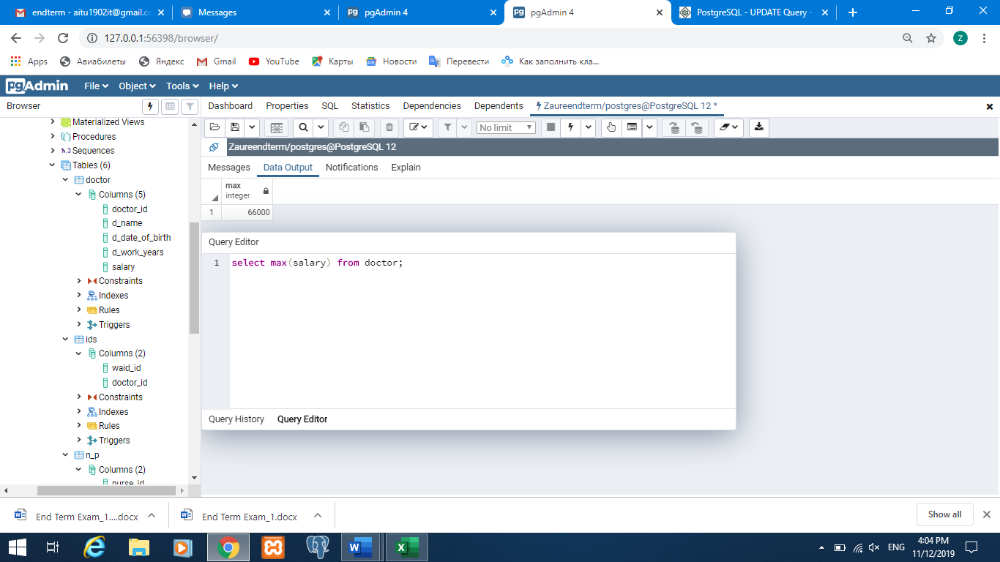 endterm - aitu1902it@gmail.cc
Messages
pgAdmin 4
pgAdmin 4
PostgreSQL - UPDATE Query -
127.0.0.1:56398/browser/
Z
Apps
Авиабилеты
Яндекс
Gmail
YouTube
Карты
Новости
Перевести
Как заполнить кла...
pgAdmin
File
Object
Tools
Help
Browser
Dashboard
Properties
SQL
Statistics
Dependencies
Dependents
Zaureendterm/postgres@PostgreSQL 12 *
Materialized Views
Procedures
1..3 Sequences
Tables (6)
doctor
Columns (5)
doctor_id
d_name
d_date_of_birth
d_work_years
salary
Constraints
Indexes
Rules
Triggers
ids
Columns (2)
waid_id
doctor_id
Constraints
Indexes
Rules
Triggers
n_p
Columns (2)
nurse_id
No limit
Zaureendterm/postgres@PostgreSQL 12
Messages
Data Output
Notifications
Explain
max
integer
1
66000
Query Editor
1 select max(salary) from doctor;
Query History
Query Editor
End Term Exam_1....docx
End Term Exam_1.docx
Show all
ENG
4:04 PM
11/12/2019